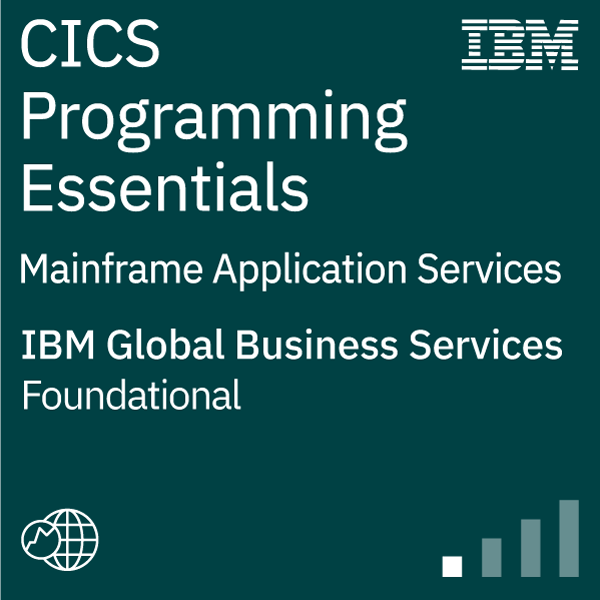 CICS
IBM
Programming
Essentials
Mainframe Application Services
IBM Global Business Services
Foundational